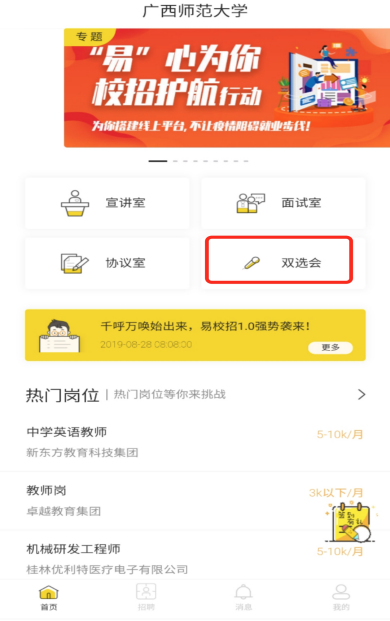 广西师范大学
专题
“易”心为你
校招护航行动
为你搭建线上平台，不让疫情阻碍就业步伐！
宣讲室
面试室
协议室
双选会
千呼万唤始出来，易校招1.0强势袭来！
2019-08-28 08:08:00
更多
热门岗位 | 热门岗位等你来挑战
中学英语教师
5-10k/月
新东方教育科技集团
教师岗
3k以下/月
卓越教育集团
签到
机械研发工程师
5-10k/月
桂林优利特医疗电子有限公司
首页
招聘
消息
我的